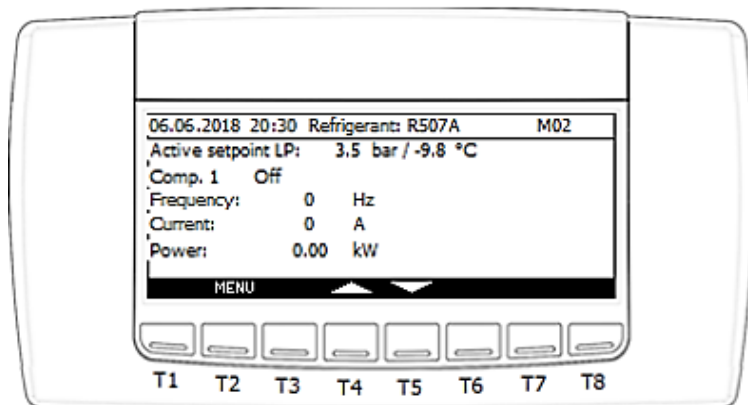 06.06.2018 20:30 Refrigerant: R507A M02
Active setpoint LP: 3.5 bar / -9.8 °C
Comp. 1 Off
Frequency: 0 Hz
Current: 0 A
Power: 0.00 kW
MENU
T1 T2 T3 T4 T5 T6 T7 T8